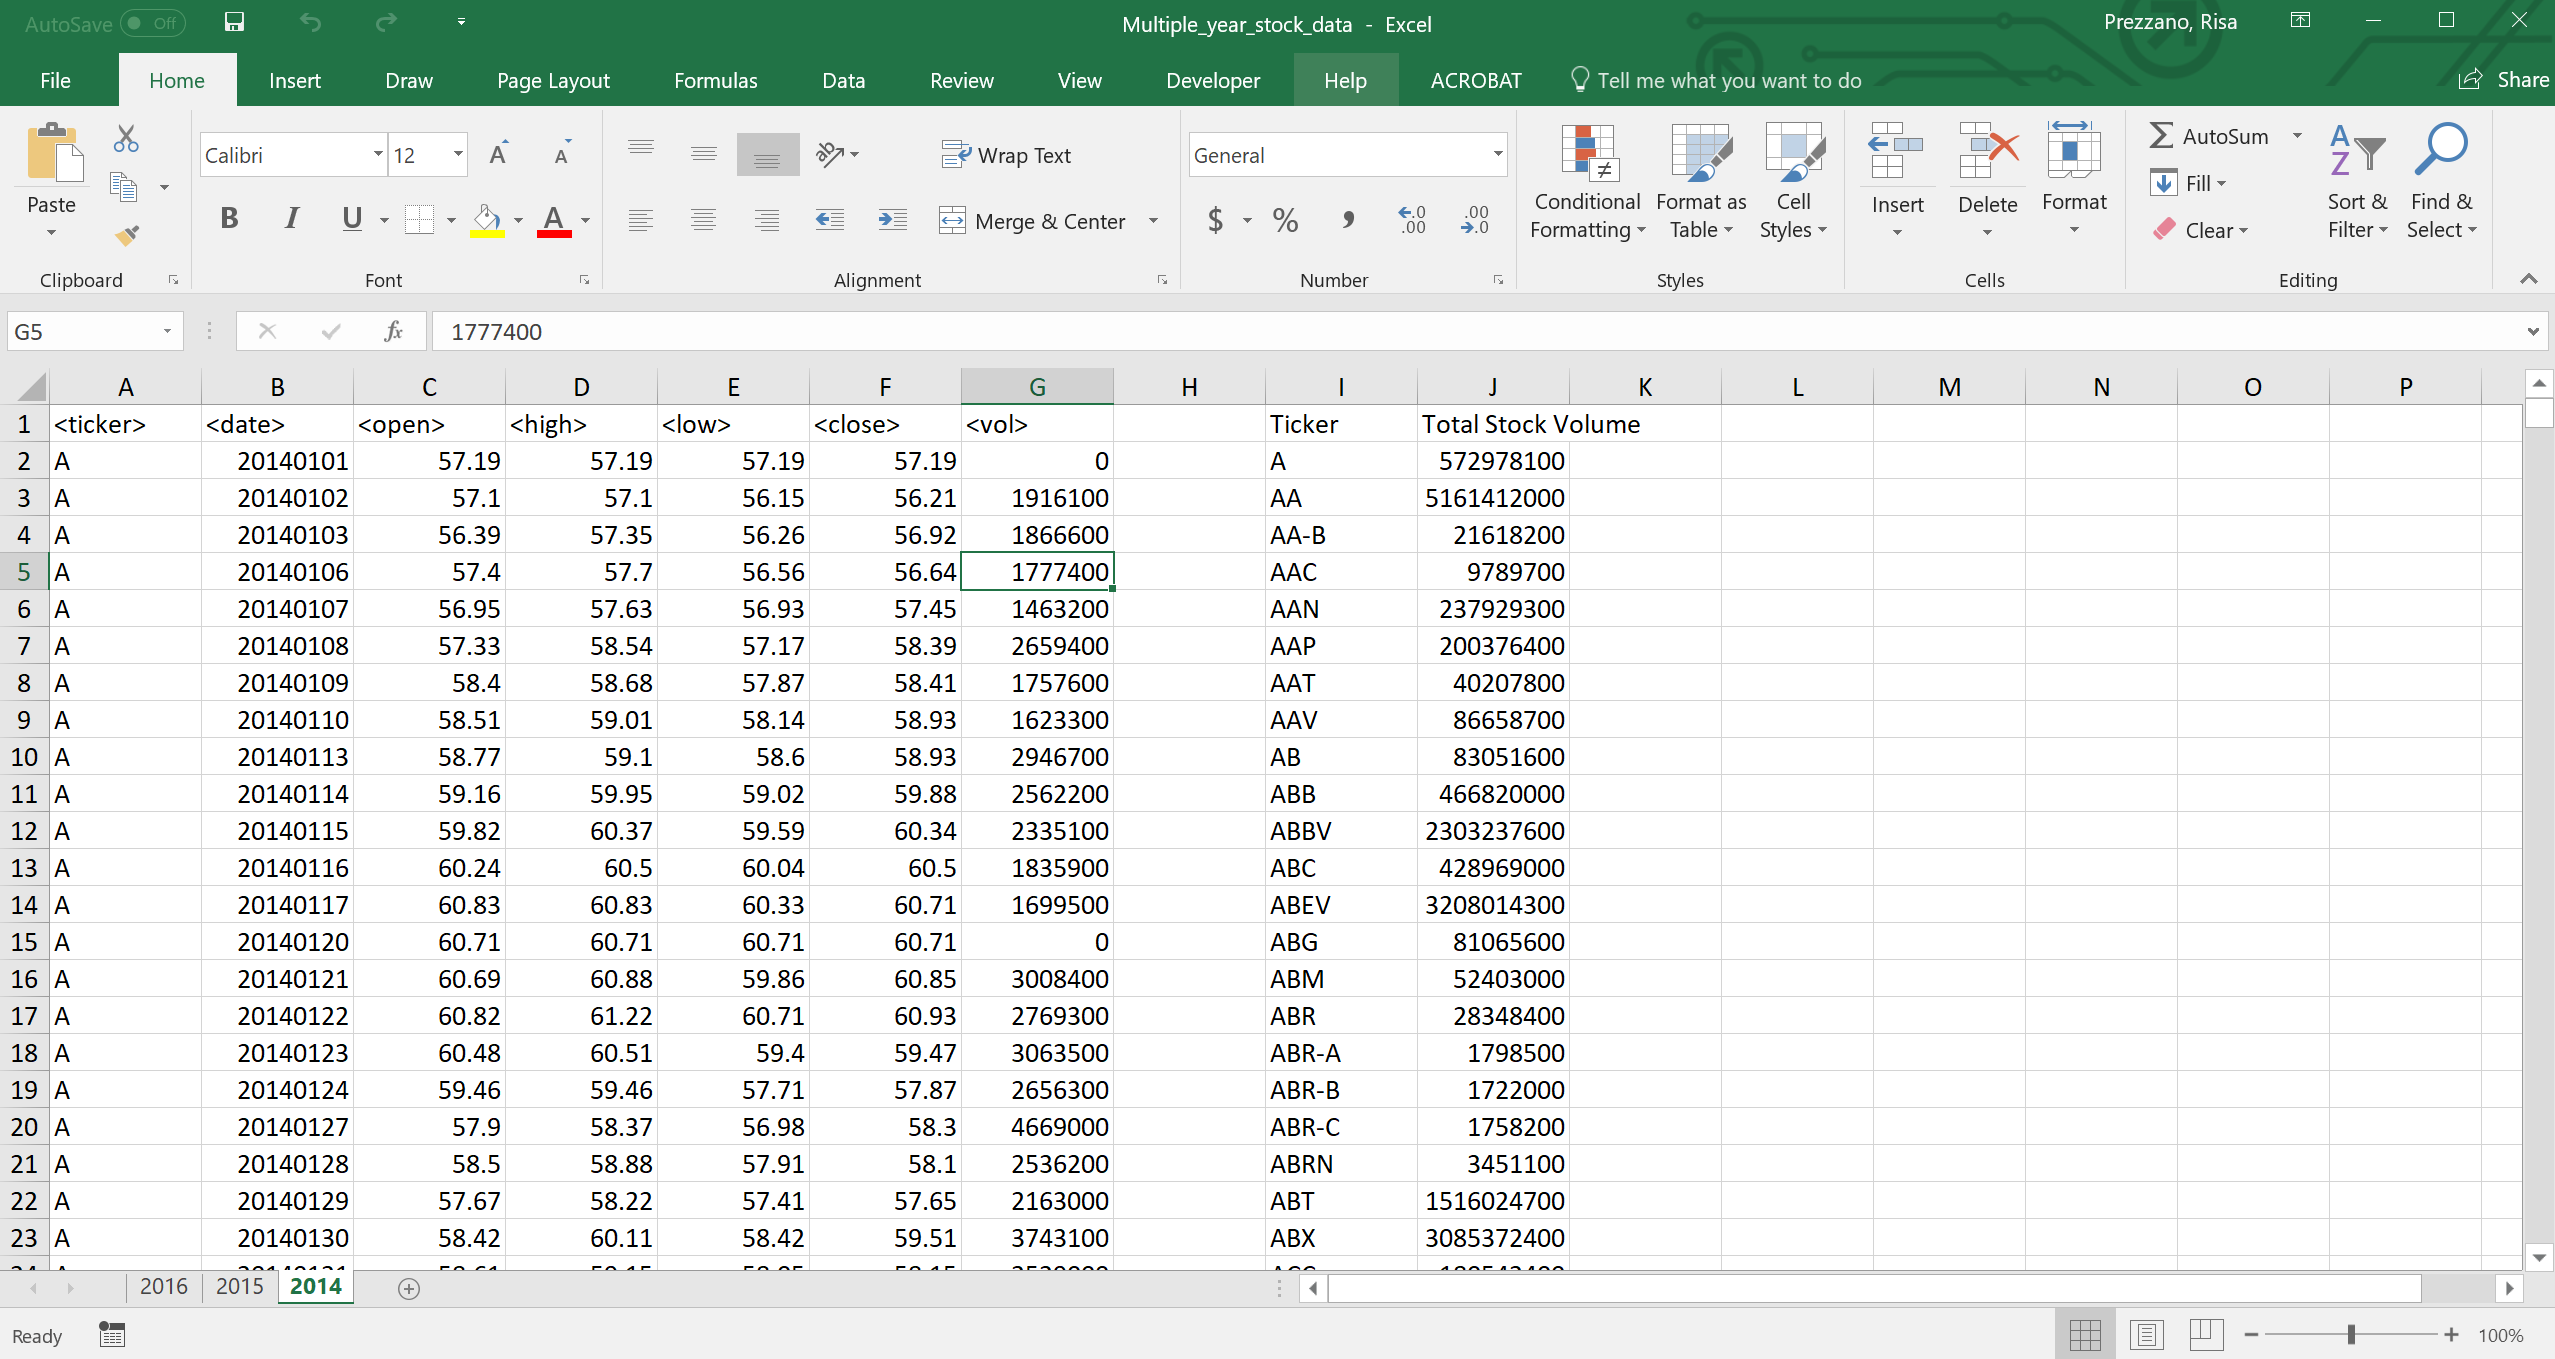 AutoSave Off Multiple_year_stock_data - Excel Prezzano, Risa
File Home Insert Draw Page Layout Formulas Data Review View Developer Help ACROBAT Tell me what you want to do Share
Calibri 12 Wrap Text General AutoSum
Paste Conditional Formatting Format as Table Cell Styles Insert Delete Format Fill Sort & Filter Find & Select
B I U A Merge & Center $ % , Clear
Clipboard Font Alignment Number Styles Cells Editing
G5 fx 1777400
A B C D E F G H I J K L M N O P
1 <ticker> <date> <open> <high> <low> <close> <vol> Ticker Total Stock Volume
2 A 20140101 57.19 57.19 57.19 57.19 0 A 572978100
3 A 20140102 57.1 57.1 56.15 56.21 1916100 AA 5161412000
4 A 20140103 56.39 57.35 56.26 56.92 1866600 AA-B 21618200
5 A 20140106 57.4 57.7 56.56 56.64 1777400 AAC 9789700
6 A 20140107 56.95 57.63 56.93 57.45 1463200 AAN 237929300
7 A 20140108 57.33 58.54 57.17 58.39 2659400 AAP 200376400
8 A 20140109 58.4 58.68 57.87 58.41 1757600 AAT 40207800
9 A 20140110 58.51 59.01 58.14 58.93 1623300 AAV 86658700
10 A 20140113 58.77 59.1 58.6 58.93 2946700 AB 83051600
11 A 20140114 59.16 59.95 59.02 59.88 2562200 ABB 466820000
12 A 20140115 59.82 60.37 59.59 60.34 2335100 ABBV 2303237600
13 A 20140116 60.24 60.5 60.04 60.5 1835900 ABC 428969000
14 A 20140117 60.83 60.83 60.33 60.71 1699500 ABEV 3208014300
15 A 20140120 60.71 60.71 60.71 60.71 0 ABG 81065600
16 A 20140121 60.69 60.88 59.86 60.85 3008400 ABM 52403000
17 A 20140122 60.82 61.22 60.71 60.93 2769300 ABR 28348400
18 A 20140123 60.48 60.51 59.4 59.47 3063500 ABR-A 1798500
19 A 20140124 59.46 59.46 57.71 57.87 2656300 ABR-B 1722000
20 A 20140127 57.9 58.37 56.98 58.3 4669000 ABR-C 1758200
21 A 20140128 58.5 58.88 57.91 58.1 2536200 ABRN 3451100
22 A 20140129 57.67 58.22 57.41 57.65 2163000 ABT 1516024700
23 A 20140130 58.42 60.11 58.42 59.51 3743100 ABX 3085372400
2016 2015 2014
Ready 100%